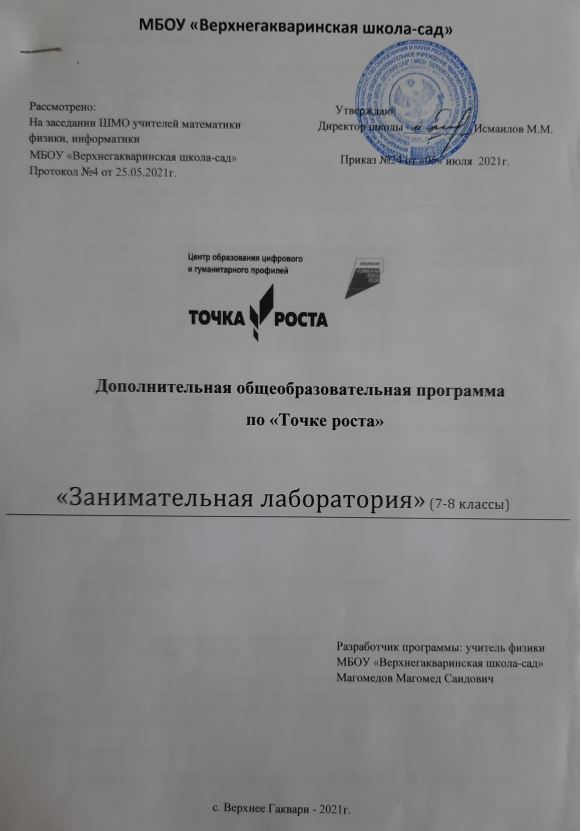 МБОУ «Верхнегакваринская школа-сад»
Рассмотрено:
На заседании ШМО учителей математики
физики, информатики
МБОУ «Верхнегакваринская школа-сад»
Протокол №4 от 25.05.2021г.
Утверждаю
Директор школы Исмаилов М.М.
Приказ №24 от «05» июля 2021г.
Центр образования цифрового
и гуманитарного профилей
ТОЧКА РОСТА
Дополнительная общеобразовательная программа
по «Точке роста»
«Занимательная лаборатория» (7-8 классы)
Разработчик программы: учитель физики
МБОУ «Верхнегакваринская школа-сад»
Магомедов Магомед Саидович
с. Верхнее Гаквари - 2021г.